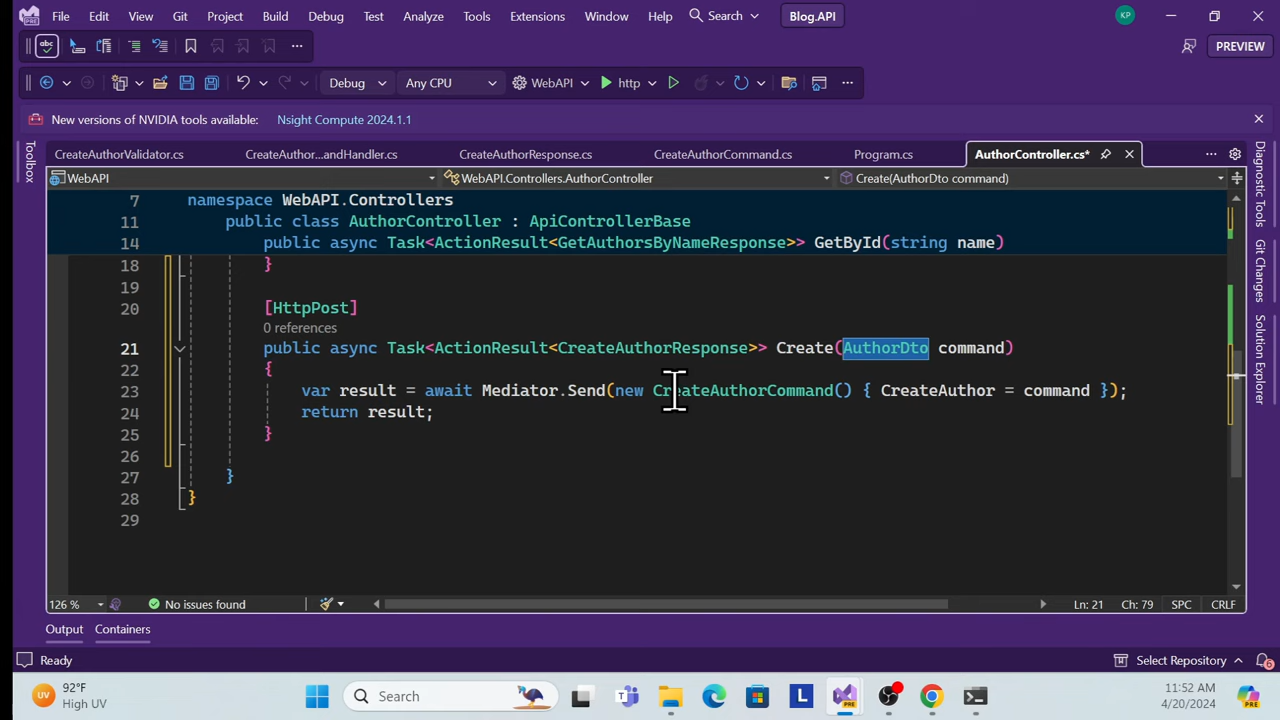 File Edit View Git Project Build Debug Test Analyze Tools Extensions Window Help Search Blog.API KP
PREVIEW
Debug Any CPU WebAPI http
New versions of NVIDIA tools available: Nsight Compute 2024.1.1
CreateAuthorValidator.cs CreateAuthor...andHandler.cs CreateAuthorResponse.cs CreateAuthorCommand.cs Program.cs AuthorController.cs*
WebAPI WebAPI.Controllers.AuthorController Create(AuthorDto command)
7 namespace WebAPI.Controllers
11 public class AuthorController : ApiControllerBase
14 public async Task<ActionResult<GetAuthorsByNameResponse>> GetById(string name)
18 }
19
20 [HttpPost]
0 references
21 public async Task<ActionResult<CreateAuthorResponse>> Create(AuthorDto command)
22 {
23 var result = await Mediator.Send(new CreateAuthorCommand() { CreateAuthor = command });
24 return result;
25 }
26
27 }
28 }
29
126 % No issues found Ln: 21 Ch: 79 SPC CRLF
Output Containers
Ready Select Repository 6
Toolbox
Diagnostic Tools
Git Changes
Solution Explorer
92°F
High UV
Search
11:52 AM
4/20/2024